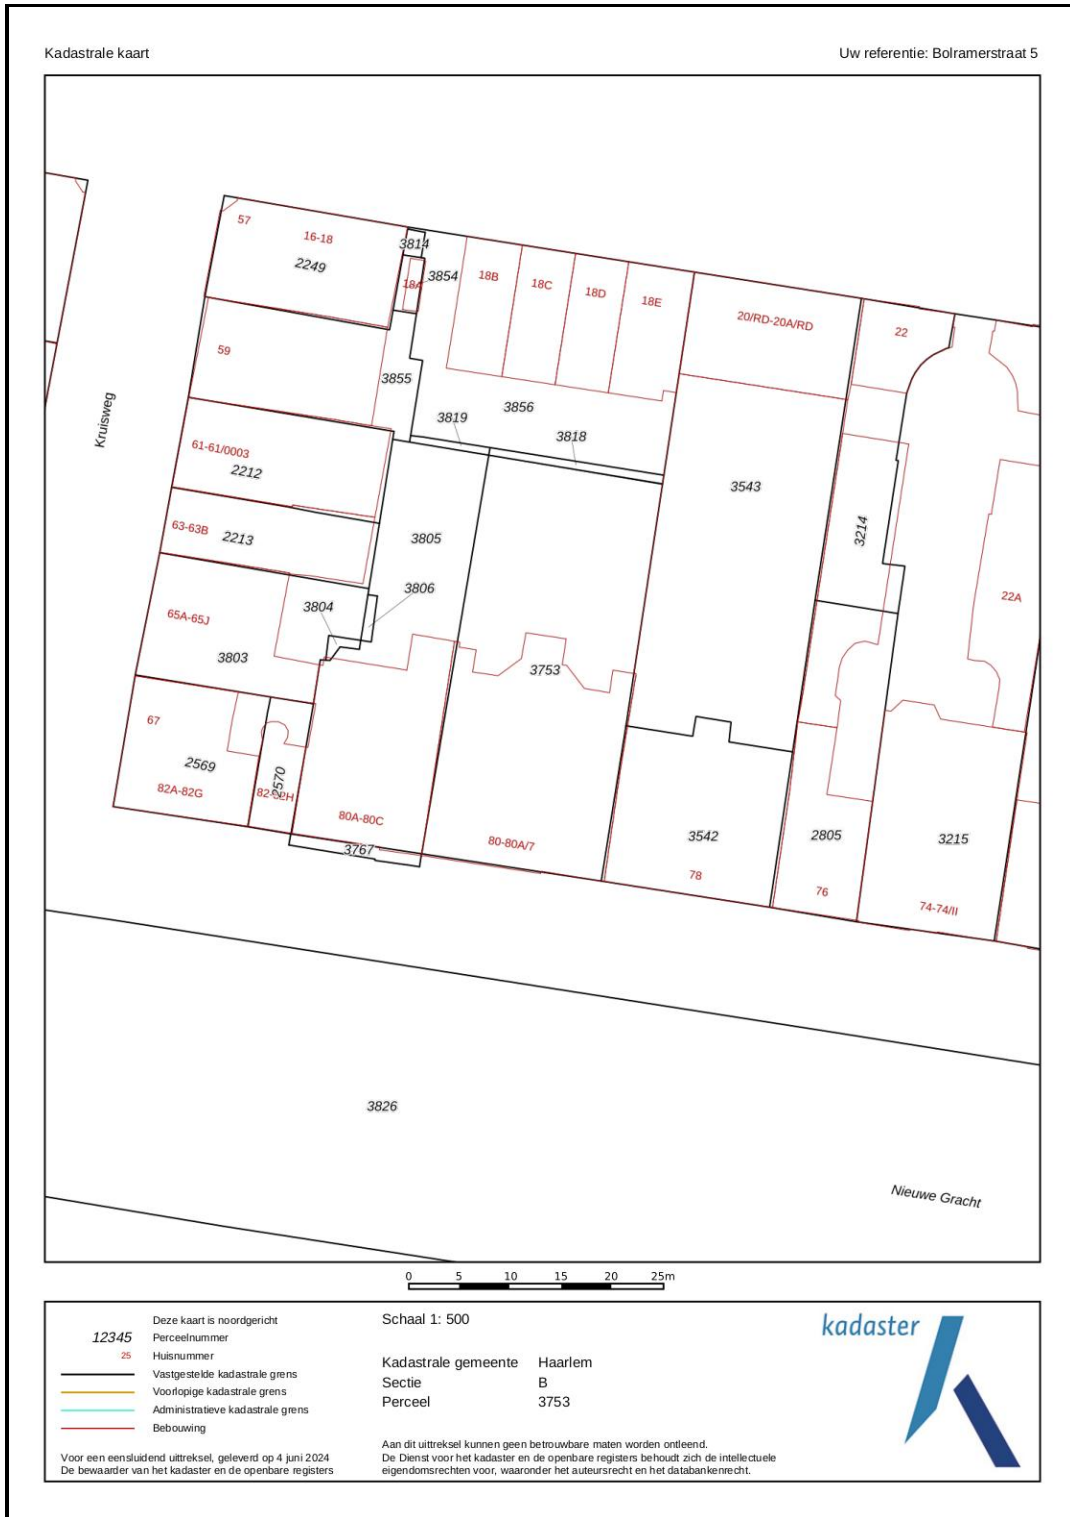 Kadastrale kaart
Uw referentie: Bolramerstraat 5
57
16-18
2249
3814
18A
3854
18B
18C
18D
18E
20/RD-20A/RD
22
59
3855
3856
3819
3818
Kruisweg
61-61/0003
2212
3543
63-63B
2213
3805
3214
3806
3804
22A
65A-65J
3803
3753
67
2569
82A-82G
2570
82-82H
80A-80C
3767
80-80A/7
3542
78
2805
76
3215
74-74/II
3826
Nieuwe Gracht
0 5 10 15 20 25m
Deze kaart is noordgericht
12345 Perceelnummer
25 Huisnummer
Vastgestelde kadastrale grens
Voorlopige kadastrale grens
Administratieve kadastrale grens
Bebouwing
Voor een eensluidend uittreksel, geleverd op 4 juni 2024
De bewaarder van het kadaster en de openbare registers
Schaal 1: 500
Kadastrale gemeente Haarlem
Sectie B
Perceel 3753
Aan dit uittreksel kunnen geen betrouwbare maten worden ontleend.
De Dienst voor het kadaster en de openbare registers behoudt zich de intellectuele
eigendomsrechten voor, waaronder het auteursrecht en het databankenrecht.
kadaster